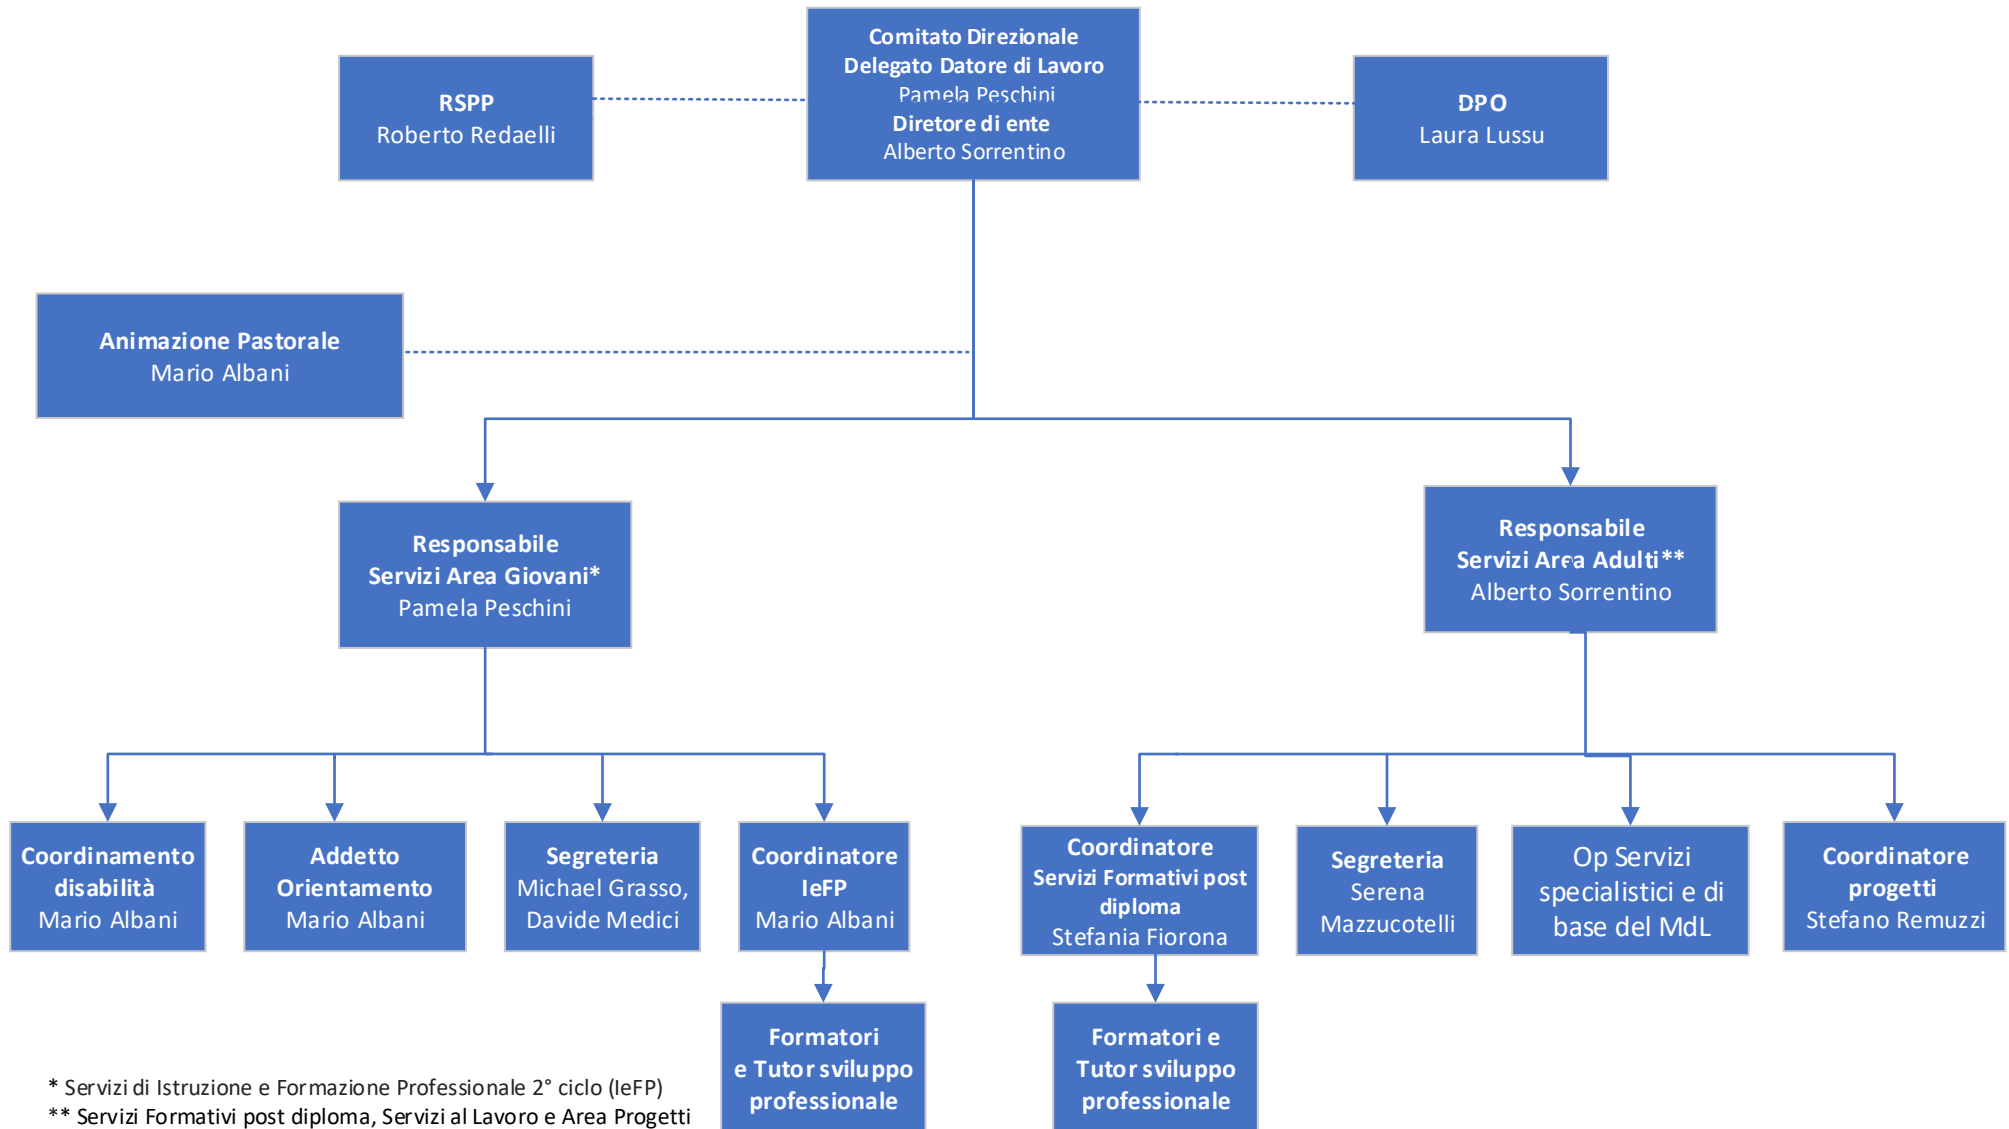 Comitato Direzionale
Delegato Datore di Lavoro
Pamela Peschini
Diretore di ente
Alberto Sorrentino
RSPP
Roberto Redaelli
DPO
Laura Lussu
Animazione Pastorale
Mario Albani
Responsabile
Servizi Area Giovani*
Pamela Peschini
Responsabile
Servizi Area Adulti**
Alberto Sorrentino
Coordinamento
disabilità
Mario Albani
Addetto
Orientamento
Mario Albani
Segreteria
Michael Grasso,
Davide Medici
Coordinatore
IeFP
Mario Albani
Coordinatore
Servizi Formativi post
diploma
Stefania Fiorona
Segreteria
Serena
Mazzucotelli
Op Servizi
specialistici e di
base del MdL
Coordinatore
progetti
Stefano Remuzzi
Formatori
e Tutor sviluppo
professionale
Formatori e
Tutor sviluppo
professionale
* Servizi di Istruzione e Formazione Professionale 2° ciclo (IeFP)
** Servizi Formativi post diploma, Servizi al Lavoro e Area Progetti